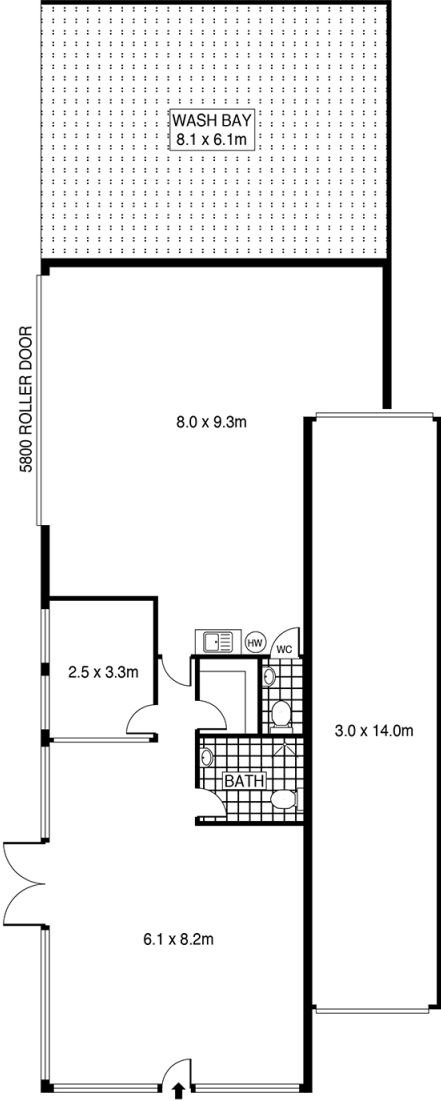 WASH BAY
8.1 x 6.1m
5800 ROLLER DOOR
8.0 x 9.3m
HW
WC
2.5 x 3.3m
3.0 x 14.0m
BATH
6.1 x 8.2m